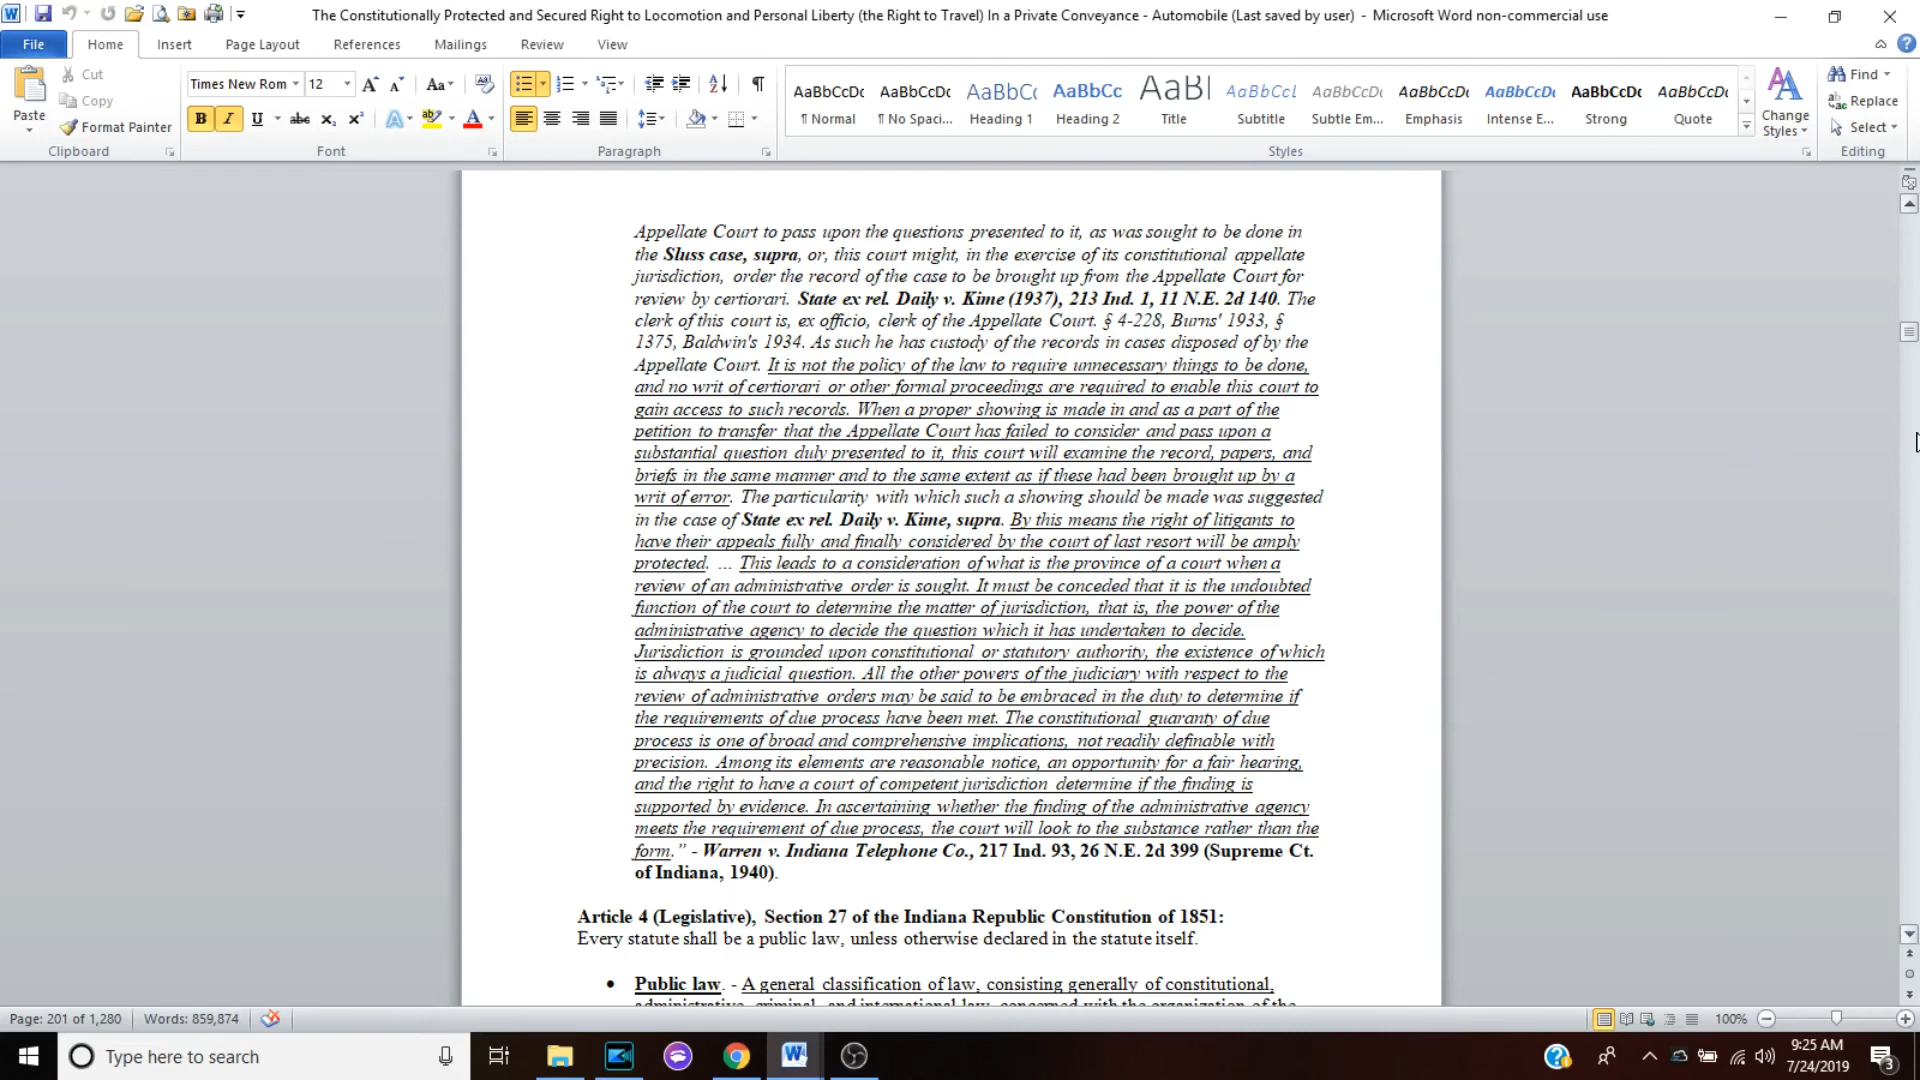 The Constitutionally Protected and Secured Right to Locomotion and Personal Liberty (the Right to Travel) In a Private Conveyance - Automobile (Last saved by user) - Microsoft Word non-commercial use
File Home Insert Page Layout References Mailings Review View
Paste
Cut
Copy
Format Painter
Clipboard
Times New Rom 12
Font
Paragraph
AaBbCcDc AaBbCcDc AaBbCc AaBbCc AaBl AaBbCcL AaBbCcDc AaBbCcDc AaBbCcDc AaBbCcDc AaBbCcDc
¶ Normal ¶ No Spaci... Heading 1 Heading 2 Title Subtitle Subtle Em... Emphasis Intense E... Strong Quote
Styles
Change Styles
Find
Replace
Select
Editing
Appellate Court to pass upon the questions presented to it, as was sought to be done in
the Sluss case, supra, or, this court might, in the exercise of its constitutional appellate
jurisdiction, order the record of the case to be brought up from the Appellate Court for
review by certiorari. State ex rel. Daily v. Kime (1937), 213 Ind. 1, 11 N.E. 2d 140. The
clerk of this court is, ex officio, clerk of the Appellate Court. § 4-228, Burns' 1933, §
1375, Baldwin's 1934. As such he has custody of the records in cases disposed of by the
Appellate Court. It is not the policy of the law to require unnecessary things to be done,
and no writ of certiorari or other formal proceedings are required to enable this court to
gain access to such records. When a proper showing is made in and as a part of the
petition to transfer that the Appellate Court has failed to consider and pass upon a
substantial question duly presented to it, this court will examine the record, papers, and
briefs in the same manner and to the same extent as if these had been brought up by a
writ of error. The particularity with which such a showing should be made was suggested
in the case of State ex rel. Daily v. Kime, supra. By this means the right of litigants to
have their appeals fully and finally considered by the court of last resort will be amply
protected. ... This leads to a consideration of what is the province of a court when a
review of an administrative order is sought. It must be conceded that it is the undoubted
function of the court to determine the matter of jurisdiction, that is, the power of the
administrative agency to decide the question which it has undertaken to decide.
Jurisdiction is grounded upon constitutional or statutory authority, the existence of which
is always a judicial question. All the other powers of the judiciary with respect to the
review of administrative orders may be said to be embraced in the duty to determine if
the requirements of due process have been met. The constitutional guaranty of due
process is one of broad and comprehensive implications, not readily definable with
precision. Among its elements are reasonable notice, an opportunity for a fair hearing,
and the right to have a court of competent jurisdiction determine if the finding is
supported by evidence. In ascertaining whether the finding of the administrative agency
meets the requirement of due process, the court will look to the substance rather than the
form.” - Warren v. Indiana Telephone Co., 217 Ind. 93, 26 N.E. 2d 399 (Supreme Ct.
of Indiana, 1940).
Article 4 (Legislative), Section 27 of the Indiana Republic Constitution of 1851:
Every statute shall be a public law, unless otherwise declared in the statute itself.
• Public law. - A general classification of law, consisting generally of constitutional,
administrative, criminal, and international law, concerned with the organization of the
Page: 201 of 1,280 Words: 859,874 100%
Type here to search
9:25 AM
7/24/2019
3